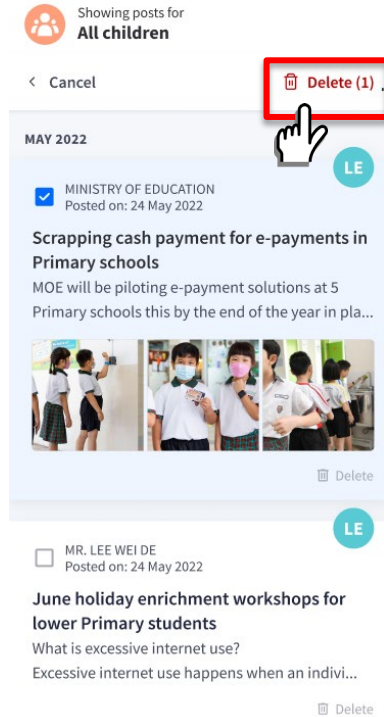 Showing posts for
All children
< Cancel
Delete (1)
MAY 2022
LE
MINISTRY OF EDUCATION
Posted on: 24 May 2022
Scrapping cash payment for e-payments in
Primary schools
MOE will be piloting e-payment solutions at 5
Primary schools this by the end of the year in pla...
Delete
LE
MR. LEE WEI DE
Posted on: 24 May 2022
June holiday enrichment workshops for
lower Primary students
What is excessive internet use?
Excessive internet use happens when an indivi...
Delete